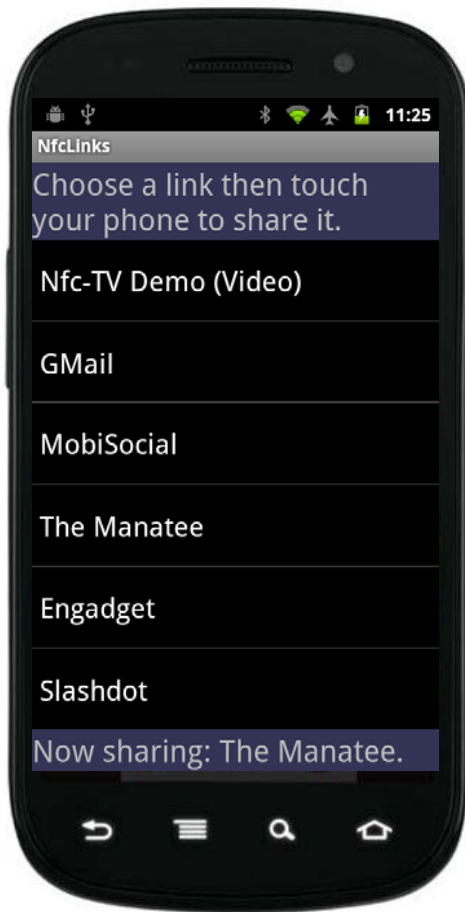 11:25
NfcLinks
Choose a link then touch
your phone to share it.
Nfc-TV Demo (Video)
GMail
MobiSocial
The Manatee
Engadget
Slashdot
Now sharing: The Manatee.